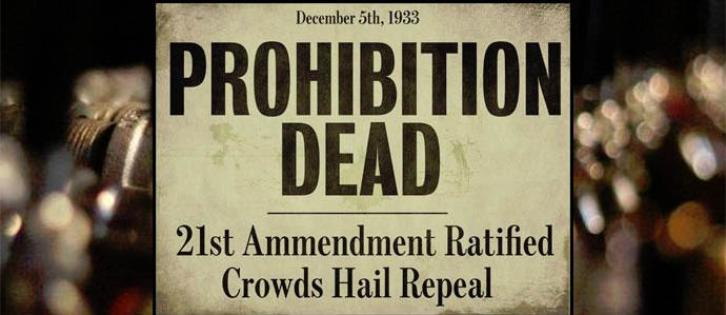 December 5th, 1933
PROHIBITION
DEAD
21st Ammendment Ratified
Crowds Hail Repeal